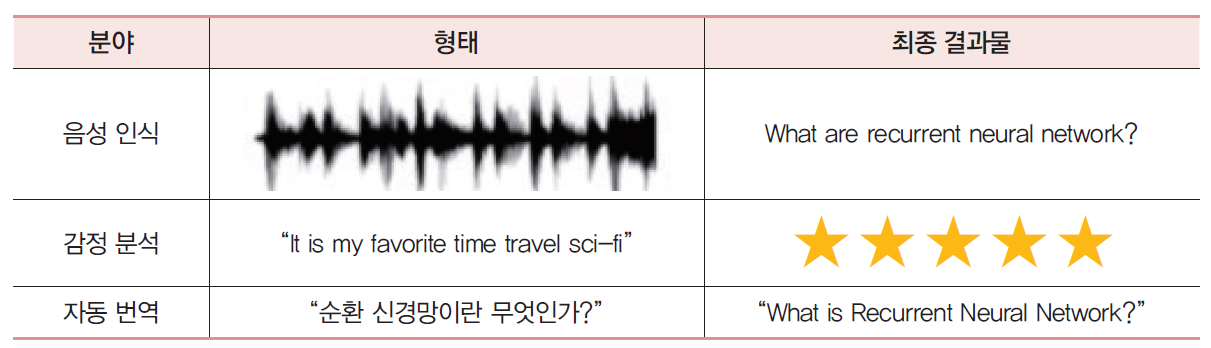 분야 형태 최종 결과물
음성 인식 What are recurrent neural network?
감정 분석 “It is my favorite time travel sci-fi”
자동 번역 “순환 신경망이란 무엇인가?” “What is Recurrent Neural Network?”